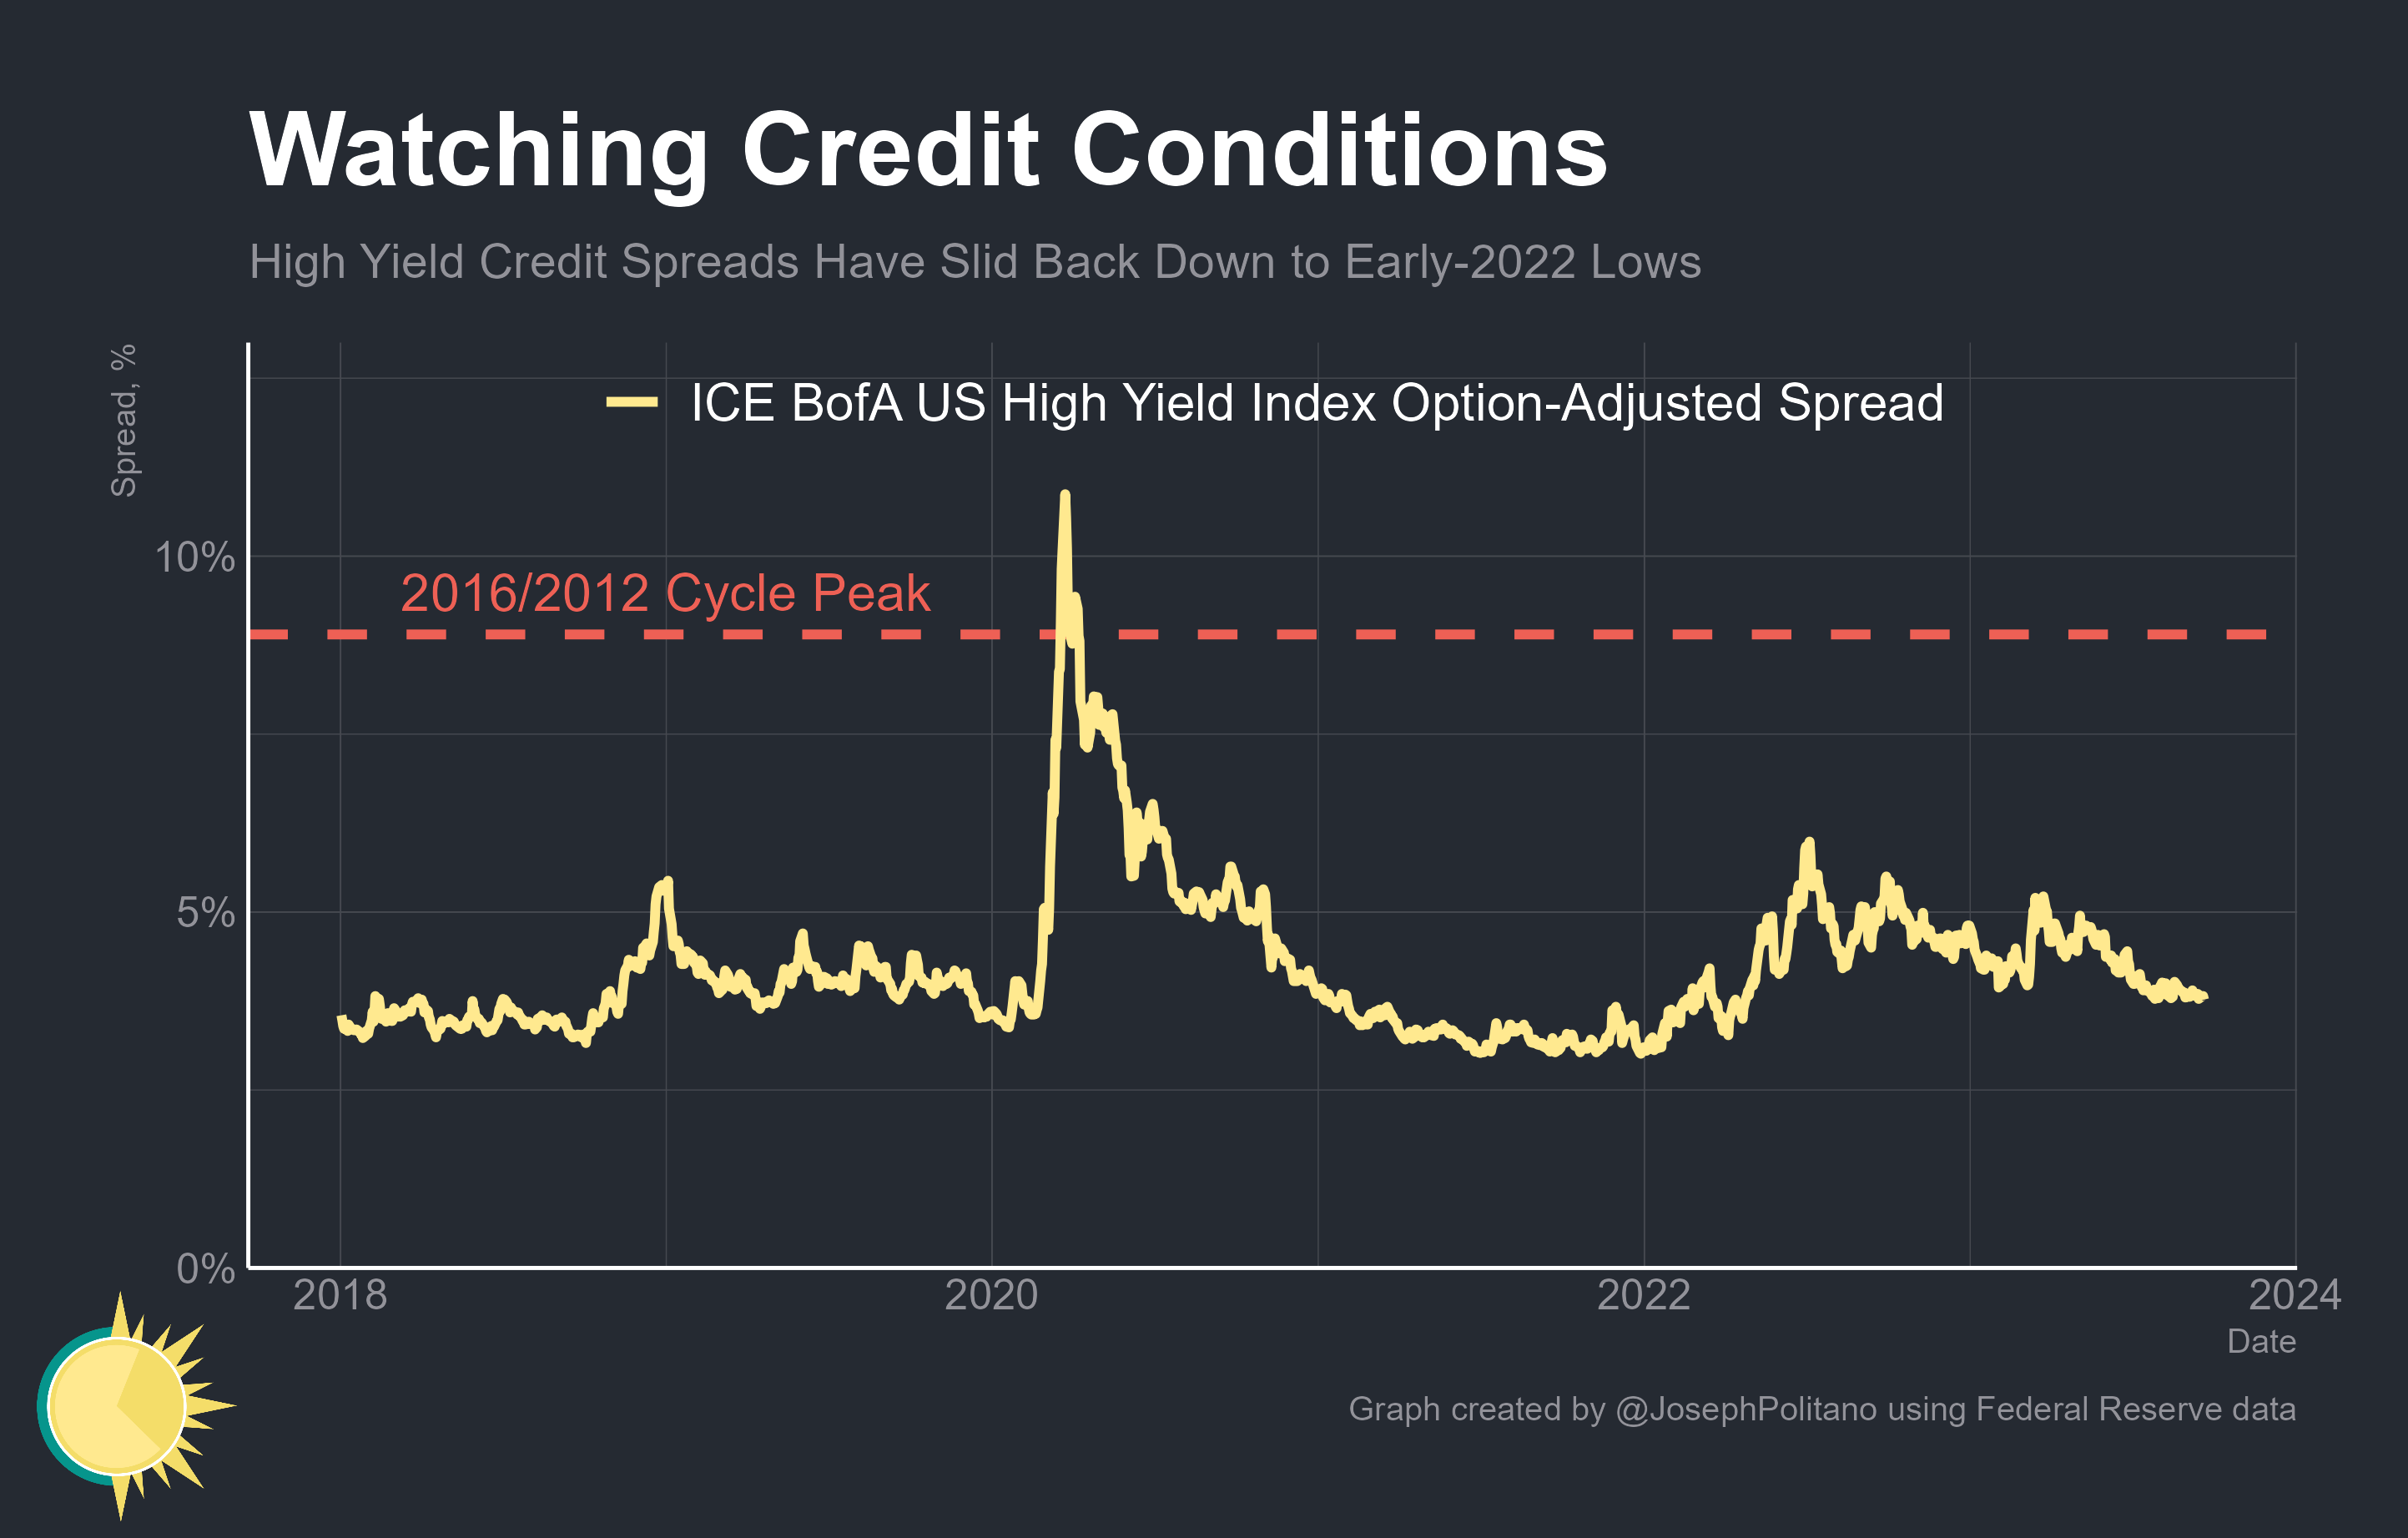 Watching Credit Conditions
High Yield Credit Spreads Have Slid Back Down to Early-2022 Lows
Spread, %
ICE BofA US High Yield Index Option-Adjusted Spread
10%
2016/2012 Cycle Peak
5%
0%
2018 2020 2022 2024
Date
Graph created by @JosephPolitano using Federal Reserve data